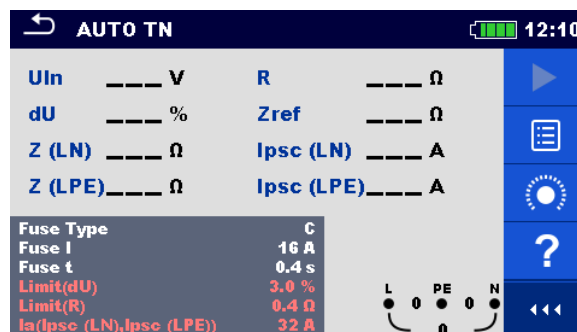 AUTO TN 12:10
Uln ___ V R ___ Ω
dU ___ % Zref ___ Ω
Z (LN) ___ Ω Ipsc (LN) ___ A
Z (LPE)___ Ω Ipsc (LPE)___ A
Fuse Type C
Fuse I 16 A
Fuse t 0.4 s
Limit(dU) 3.0 %
Limit(R) 0.4 Ω
Ia(Ipsc (LN),Ipsc (LPE)) 32 A
?
L PE N
0 0
0